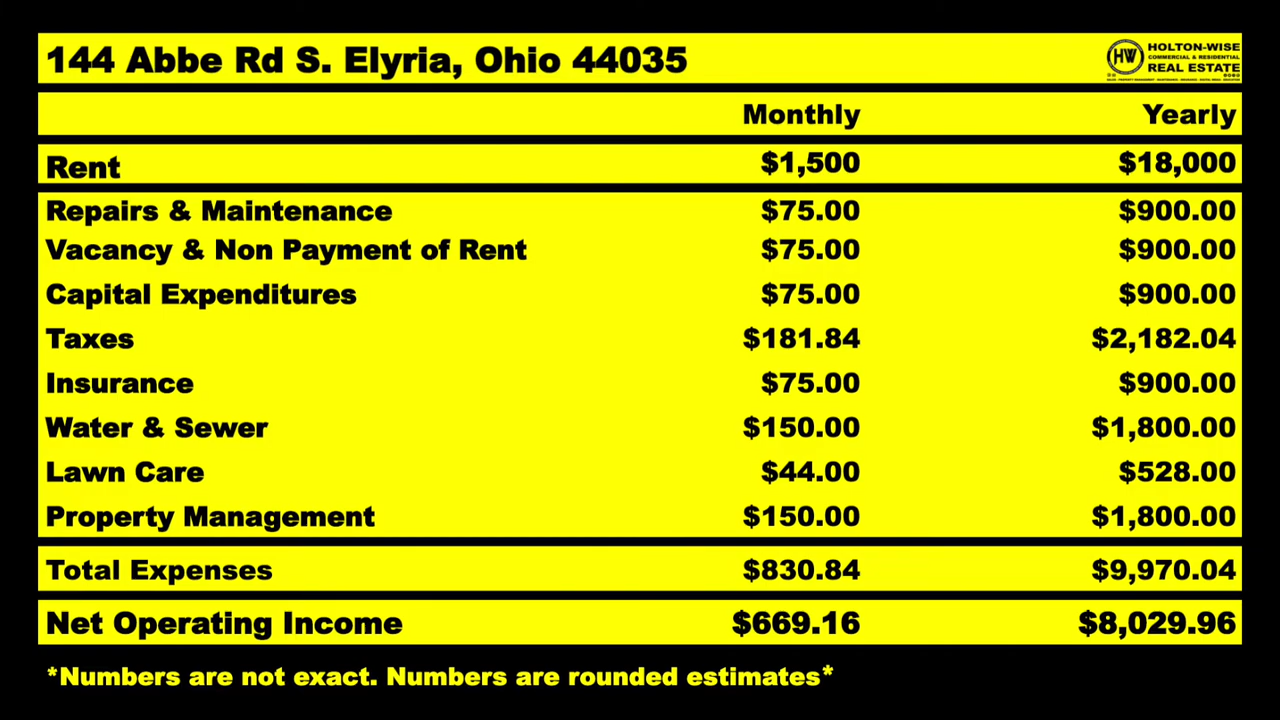 144 Abbe Rd S. Elyria, Ohio 44035
HW
HOLTON-WISE
COMMERCIAL & RESIDENTIAL
REAL ESTATE
Monthly Yearly
Rent $1,500 $18,000
Repairs & Maintenance $75.00 $900.00
Vacancy & Non Payment of Rent $75.00 $900.00
Capital Expenditures $75.00 $900.00
Taxes $181.84 $2,182.04
Insurance $75.00 $900.00
Water & Sewer $150.00 $1,800.00
Lawn Care $44.00 $528.00
Property Management $150.00 $1,800.00
Total Expenses $830.84 $9,970.04
Net Operating Income $669.16 $8,029.96
*Numbers are not exact. Numbers are rounded estimates*